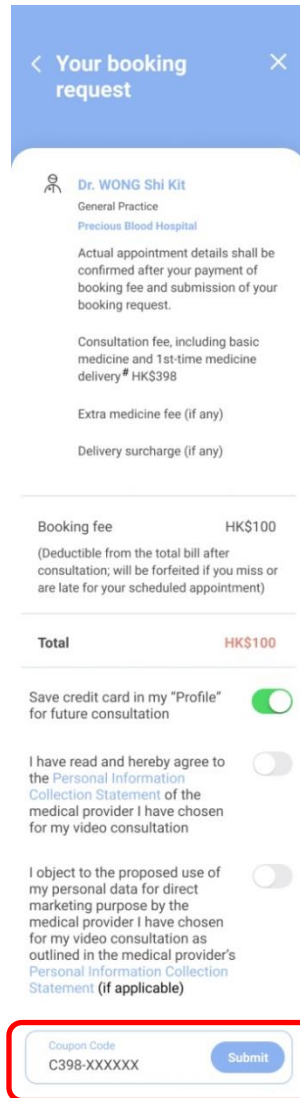 Your booking
request
Dr. WONG Shi Kit
General Practice
Precious Blood Hospital
Actual appointment details shall be
confirmed after your payment of
booking fee and submission of your
booking request.
Consultation fee, including basic
medicine and 1st-time medicine
delivery# HK$398
Extra medicine fee (if any)
Delivery surcharge (if any)
Booking fee HK$100
(Deductible from the total bill after
consultation; will be forfeited if you miss or
are late for your scheduled appointment)
Total HK$100
Save credit card in my "Profile"
for future consultation
I have read and hereby agree to
the Personal Information
Collection Statement of the
medical provider I have chosen
for my video consultation
I object to the proposed use of
my personal data for direct
marketing purpose by the
medical provider I have chosen
for my video consultation as
outlined in the medical provider's
Personal Information Collection
Statement (if applicable)
Coupon Code
C398-XXXXXX Submit